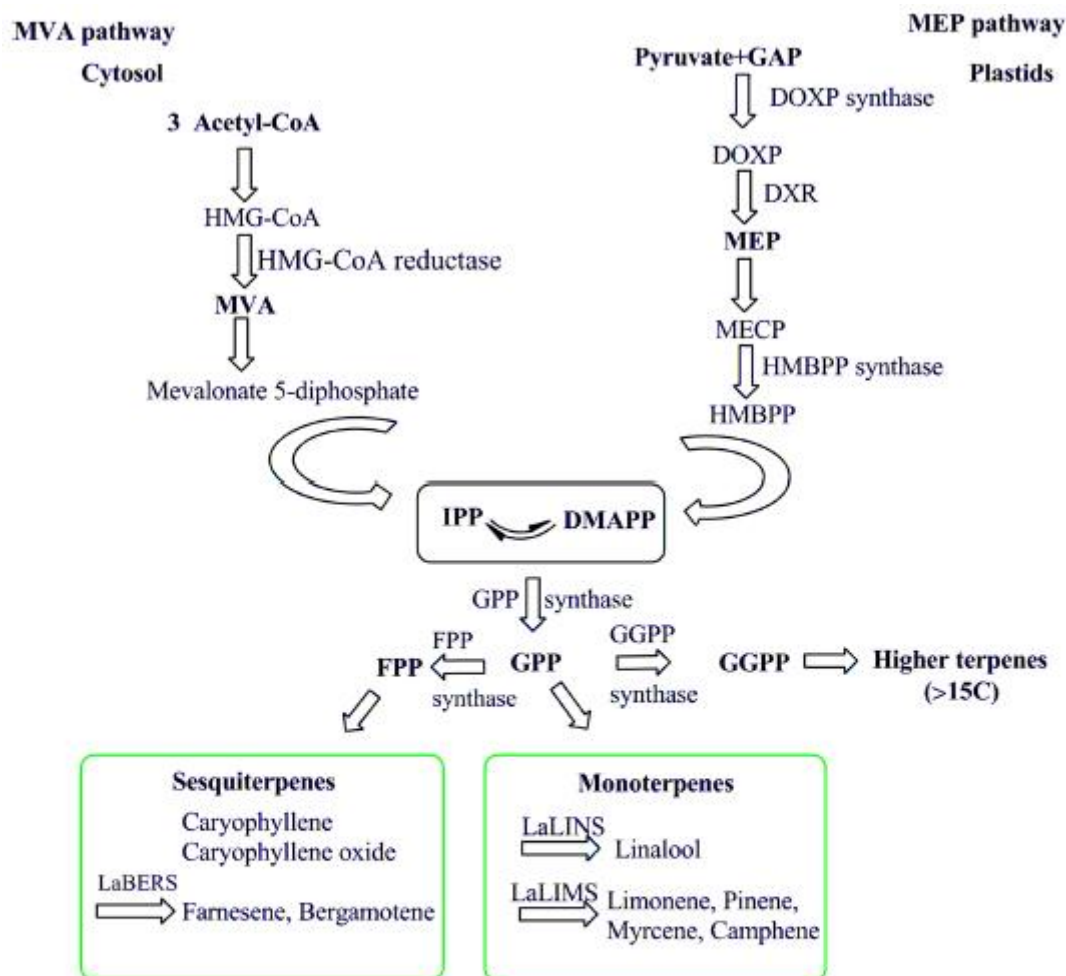 MVA pathway
Cytosol
3 Acetyl-CoA
HMG-CoA
HMG-CoA reductase
MVA
Mevalonate 5-diphosphate
MEP pathway
Plastids
Pyruvate+GAP
DOXP synthase
DOXP
DXR
MEP
MECP
HMBPP synthase
HMBPP
IPP DMAPP
GPP synthase
FPP GGPP
FPP GPP GGPP Higher terpenes
synthase synthase (>15C)
Sesquiterpenes
Caryophyllene
Caryophyllene oxide
LaBERS
Farnesene, Bergamotene
Monoterpenes
LaLINS
Linalool
LaLIMS
Limonene, Pinene,
Myrcene, Camphene